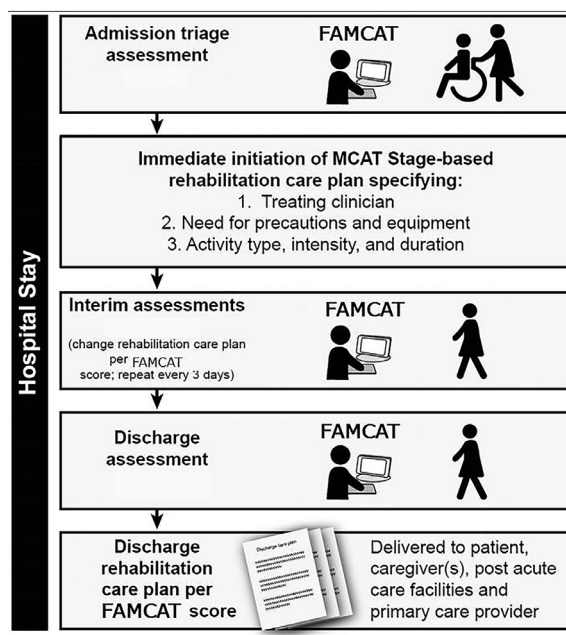 Hospital Stay
Admission triage
assessment
FAMCAT
Immediate initiation of MCAT Stage-based
rehabilitation care plan specifying:
1. Treating clinician
2. Need for precautions and equipment
3. Activity type, intensity, and duration
Interim assessments
(change rehabilitation care plan
per FAMCAT
score; repeat every 3 days)
FAMCAT
Discharge
assessment
FAMCAT
Discharge
rehabilitation
care plan per
FAMCAT score
Discharge care plan
Delivered to patient,
caregiver(s), post acute
care facilities and
primary care provider